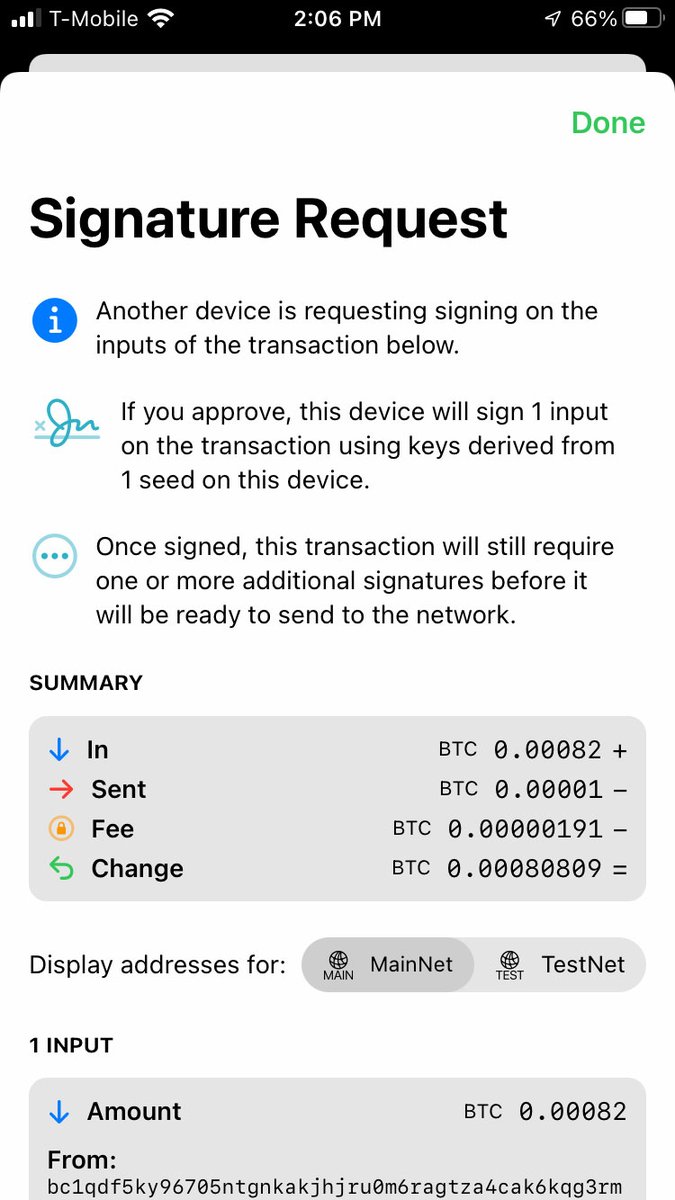 T-Mobile 2:06 PM 66%
Done
Signature Request
Another device is requesting signing on the
inputs of the transaction below.
If you approve, this device will sign 1 input
on the transaction using keys derived from
1 seed on this device.
Once signed, this transaction will still require
one or more additional signatures before it
will be ready to send to the network.
SUMMARY
In BTC 0.00082 +
Sent BTC 0.00001 −
Fee BTC 0.00000191 −
Change BTC 0.00080809 =
Display addresses for: MAIN MainNet TEST TestNet
1 INPUT
Amount BTC 0.00082
From:
bc1qdf5ky96705ntgnkakjhjru0m6ragtza4cak6kqg3rm